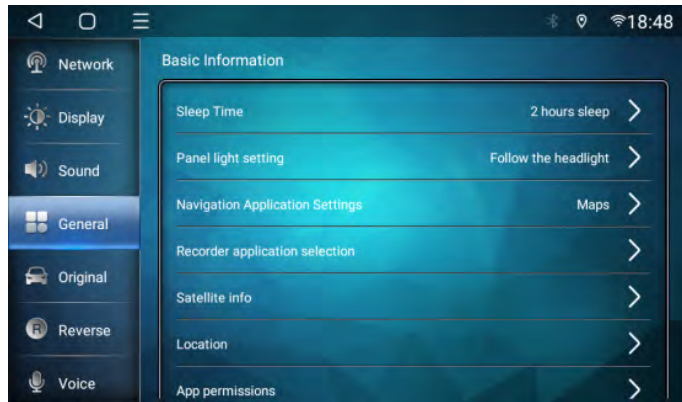 18:48
Network
Display
Sound
General
Original
R Reverse
Voice
Basic Information
Sleep Time 2 hours sleep
Panel light setting Follow the headlight
Navigation Application Settings Maps
Recorder application selection
Satellite info
Location
App permissions